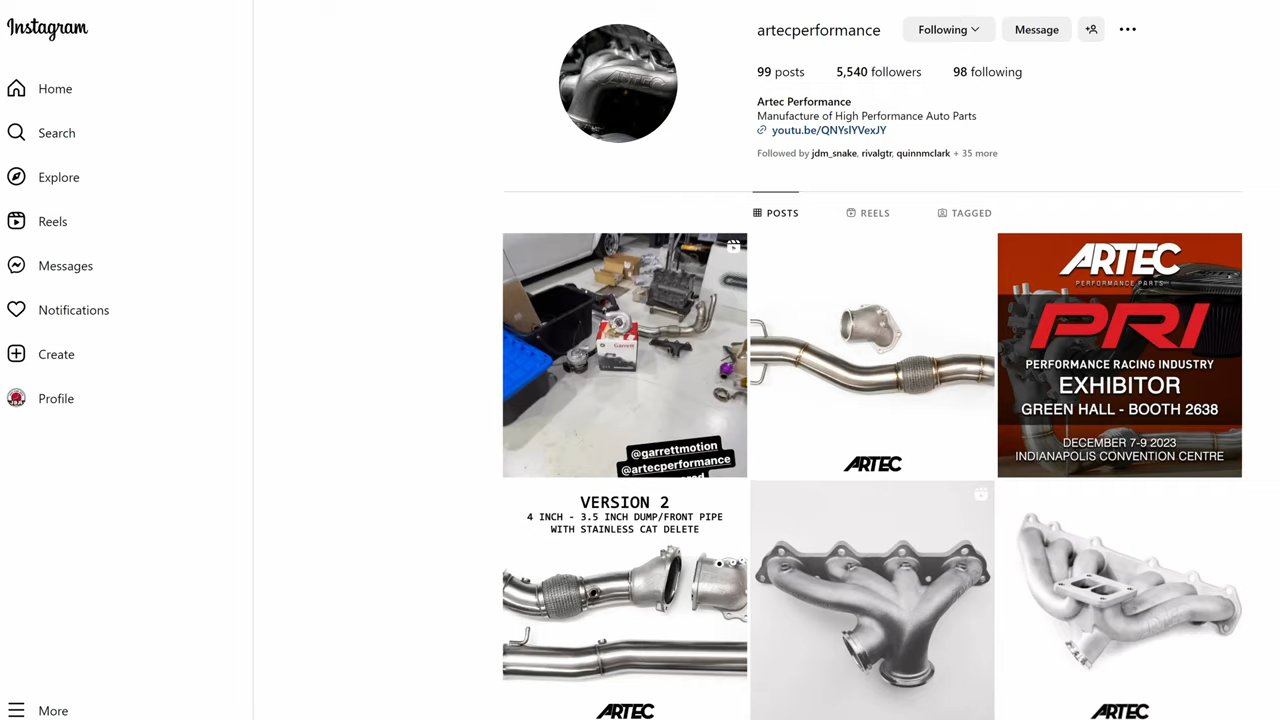 Instagram
Home
Search
Explore
Reels
Messages
Notifications
Create
Profile
More
artecperformance
Following
Message
99 posts 5,540 followers 98 following
Artec Performance
Manufacture of High Performance Auto Parts
Followed by jdm_snake, rivalgtr, quinnmclark + 35 more
POSTS REELS TAGGED
Garrett
@garrettmotion
@artecperformance
ARTEC
ARTEC
PERFORMANCE PARTS
PRI
PERFORMANCE RACING INDUSTRY
EXHIBITOR
GREEN HALL - BOOTH 2638
DECEMBER 7-9 2023
INDIANAPOLIS CONVENTION CENTRE
VERSION 2
4 INCH - 3.5 INCH DUMP/FRONT PIPE
WITH STAINLESS CAT DELETE
ARTEC
ARTEC